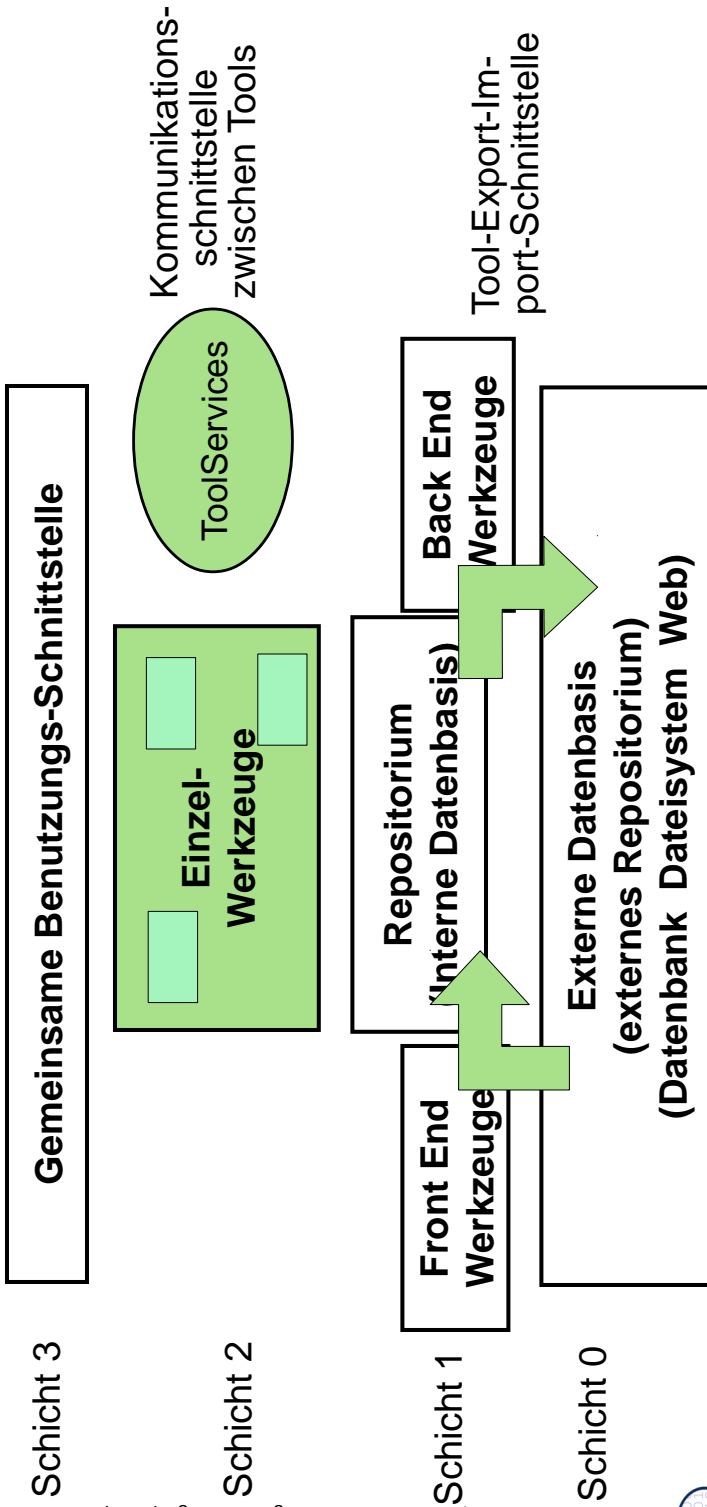 Schicht 3
Gemeinsame Benutzungs-Schnittstelle
Schicht 2
Einzel-
Werkzeuge
ToolServices
Kommunikations-
schnittstelle
zwischen Tools
Schicht 1
Front End
Werkzeuge
Repositorium
(Interne Datenbasis)
Back End
Werkzeuge
Tool-Export-Im-
port-Schnittstelle
Schicht 0
Externe Datenbasis
(externes Repositorium)
(Datenbank Dateisystem Web)